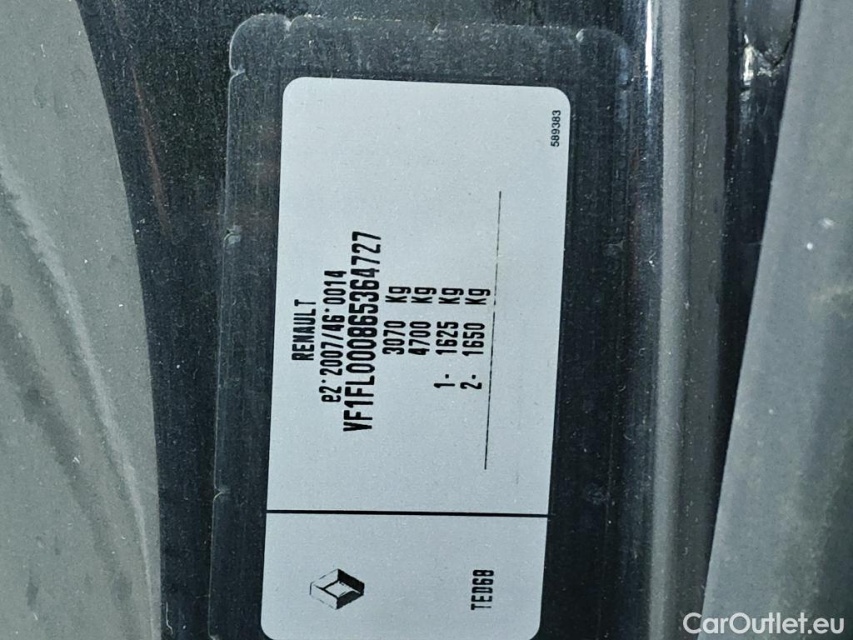 RENAULT
e2*2007/46*0014
VF1FL000865364727
3070 Kg
4700 Kg
1- 1625 Kg
2- 1650 Kg
589383
TED6B
CarOutlet.eu